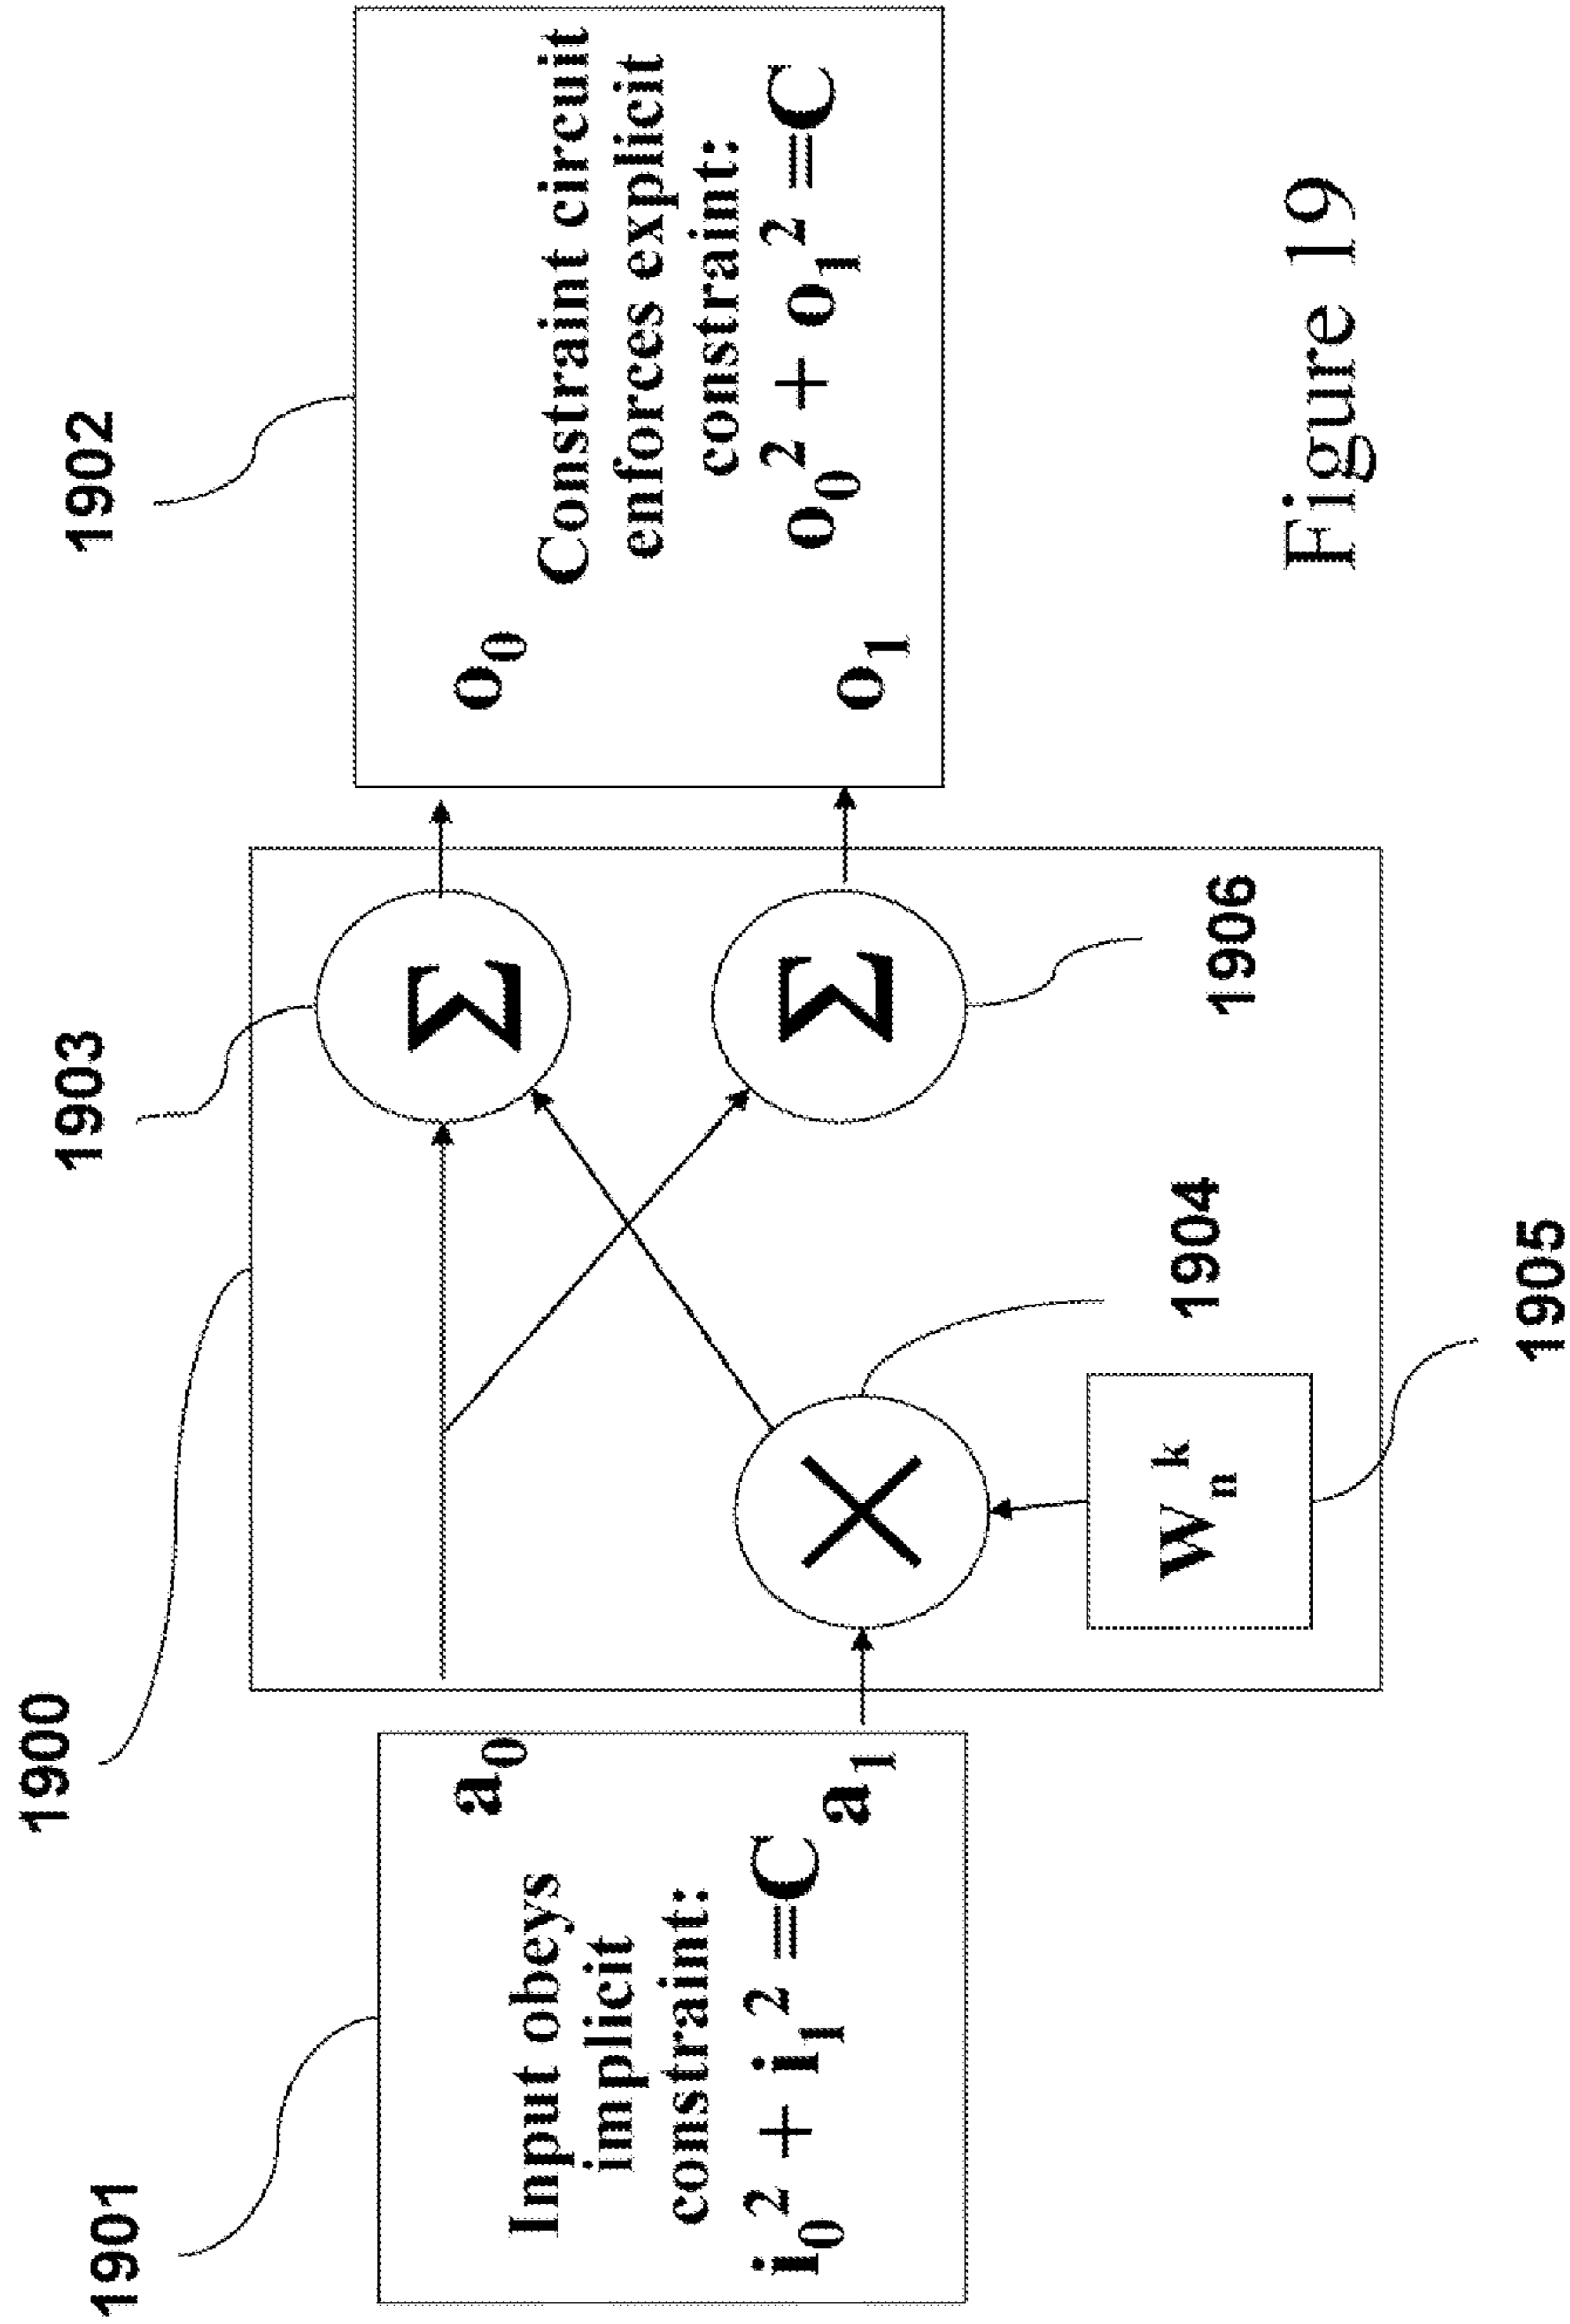 1900
1903
1902
1901
Input obeys
implicit
constraint:
i₀² + i₁² =C
a₀
a₁
Σ
Σ
X
Wₙᵏ
1904
1905
1906
o₀
o₁
Constraint circuit
enforces explicit
constraint:
o₀² + o₁² =C
Figure 19